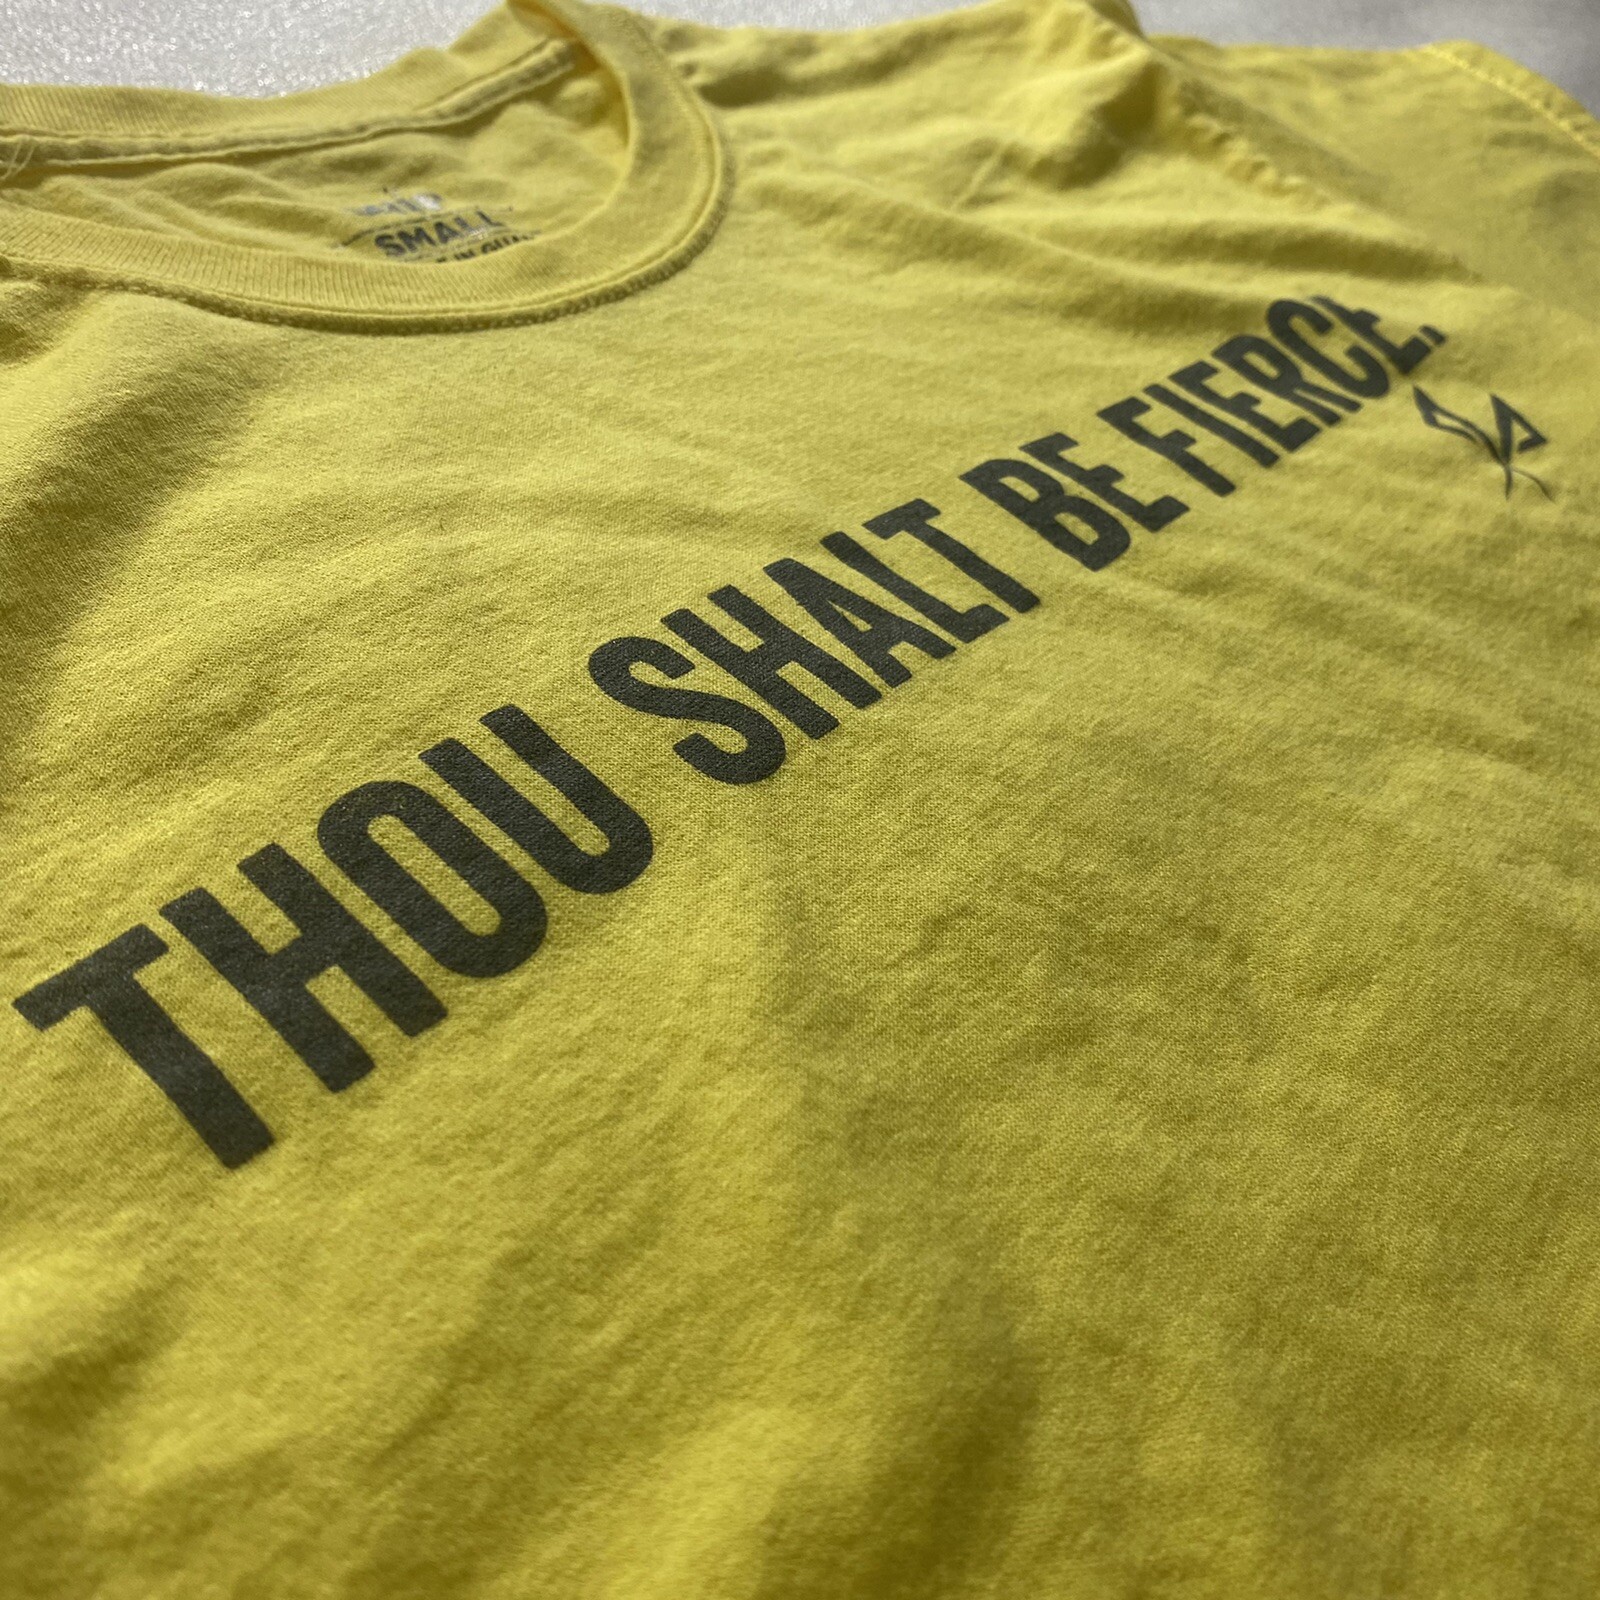 SMALL
THOU SHALT BE FIERCE.